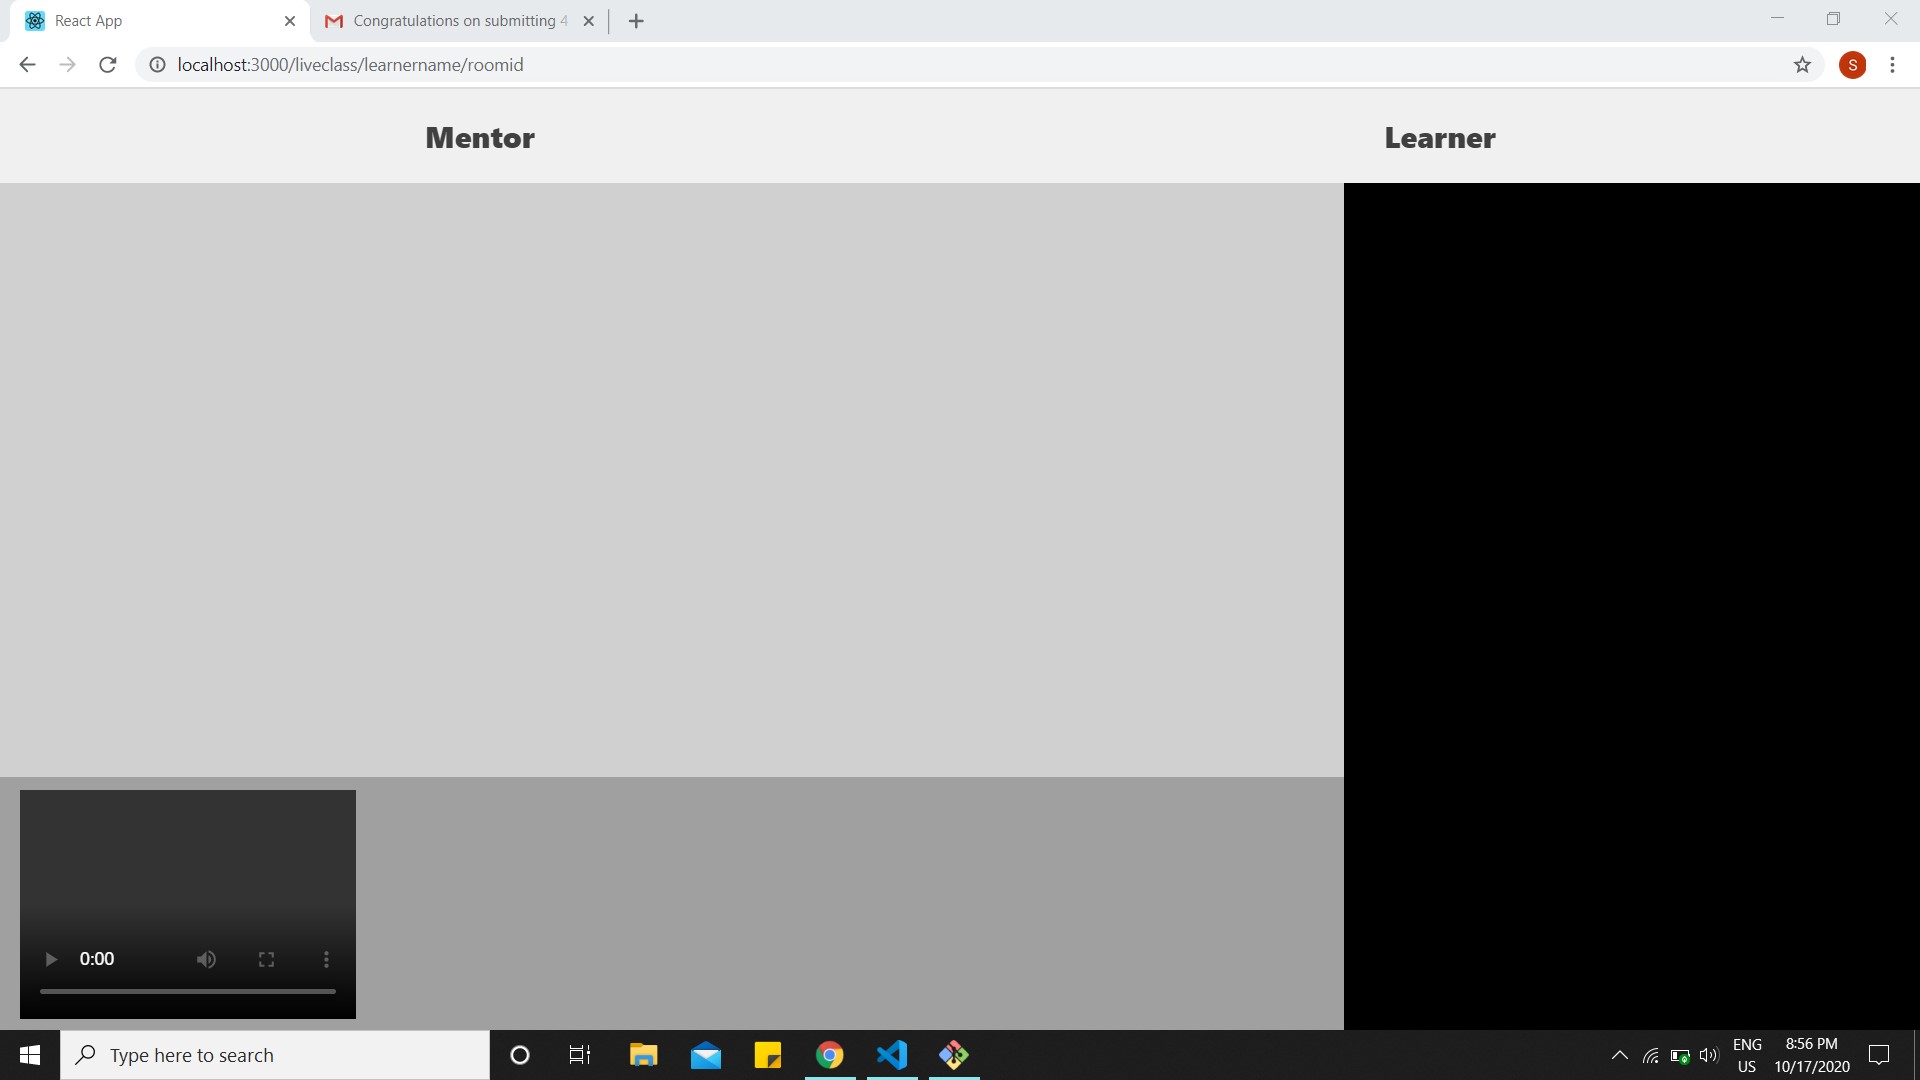 React App
Congratulations on submitting 4
localhost:3000/liveclass/learnername/roomid
S
Mentor
Learner
0:00
Type here to search
ENG
US
8:56 PM
10/17/2020